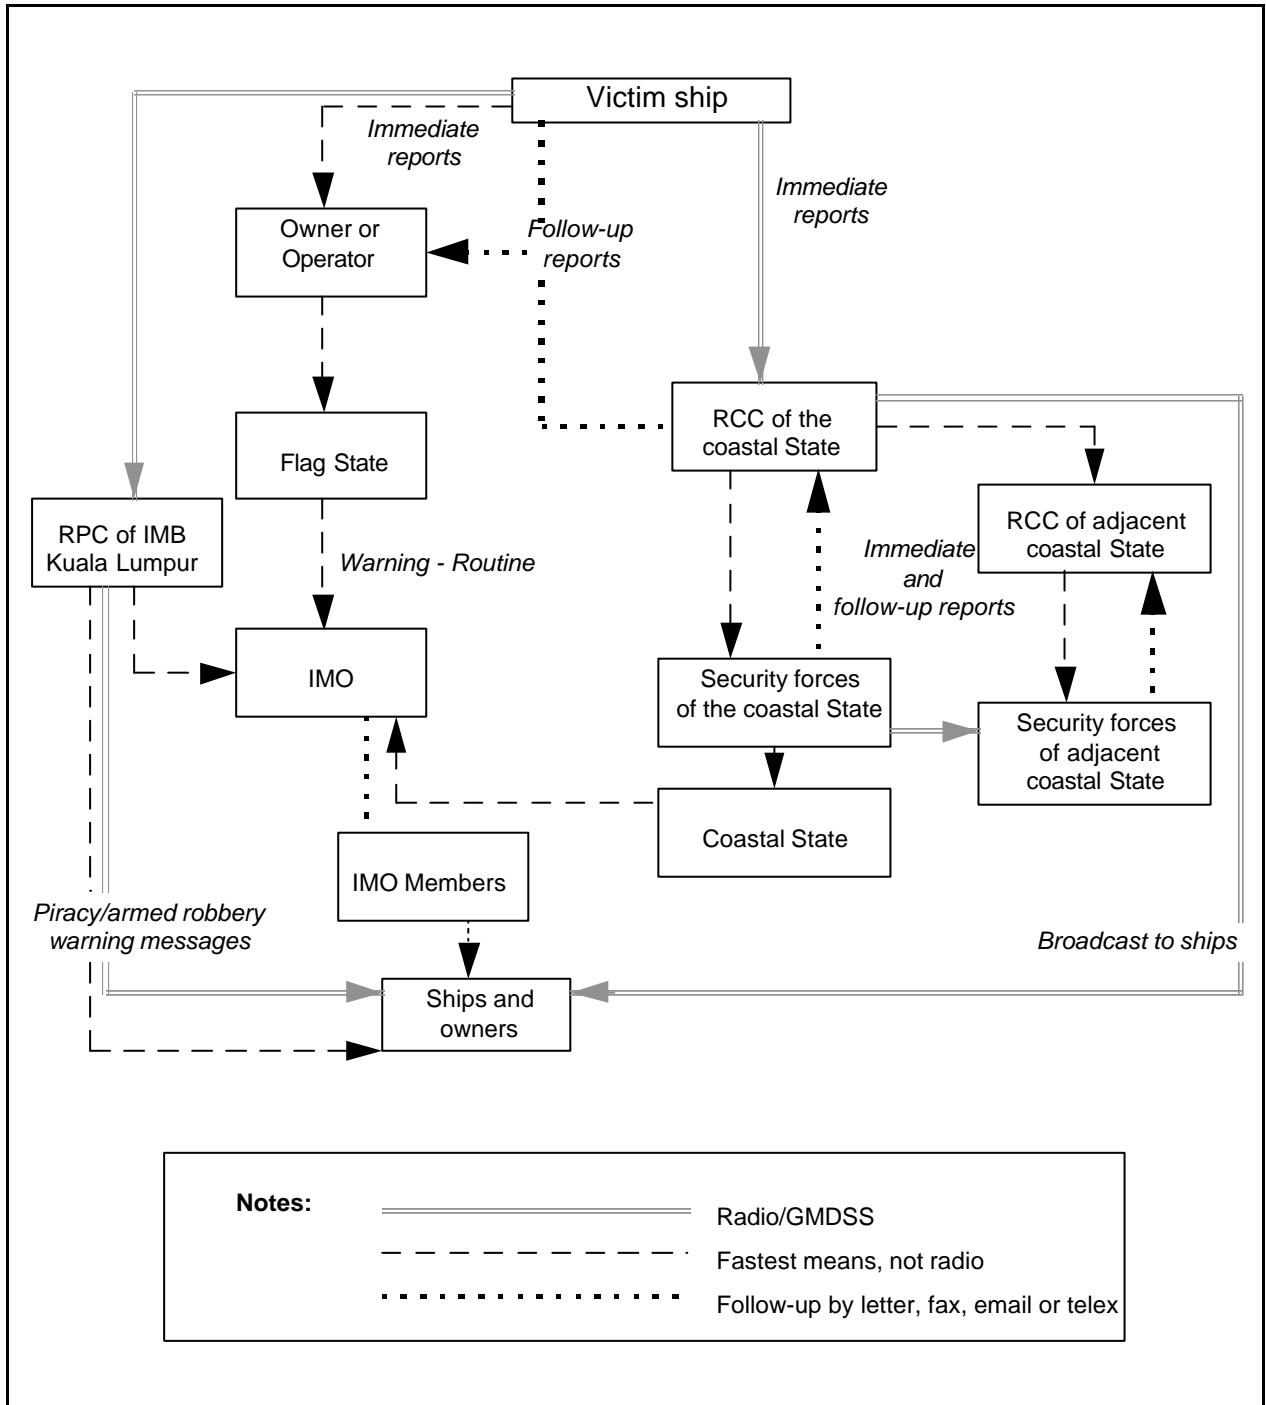 Victim ship
Immediate
reports
Immediate
reports
Owner or
Operator
Follow-up
reports
RCC of the
coastal State
Flag State
RPC of IMB
Kuala Lumpur
RCC of adjacent
coastal State
Warning - Routine
Immediate
and
follow-up reports
IMO
Security forces
of the coastal State
Security forces
of adjacent
coastal State
Coastal State
IMO Members
Piracy/armed robbery
warning messages
Broadcast to ships
Ships and
owners
Notes:
Radio/GMDSS
Fastest means, not radio
Follow-up by letter, fax, email or telex